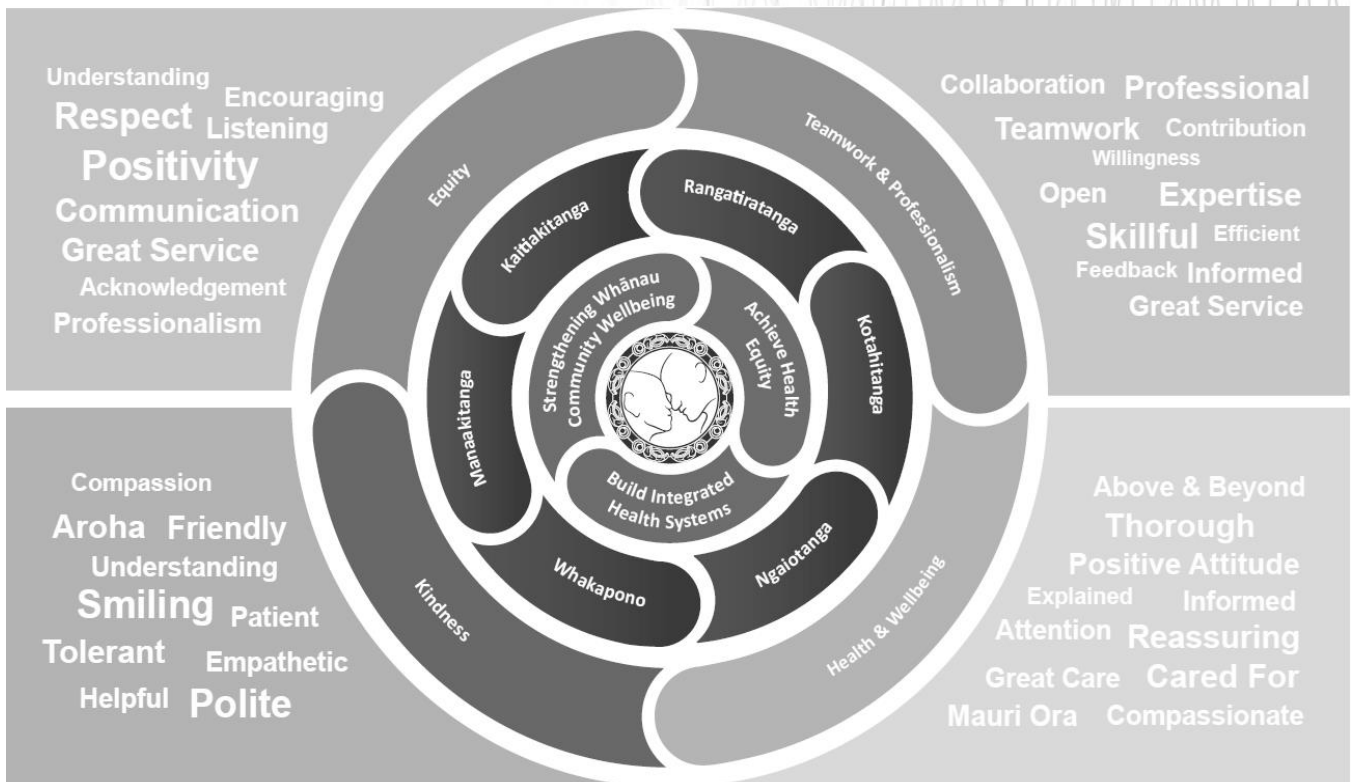 Understanding
Respect Encouraging
Listening
Positivity
Communication
Great Service
Acknowledgement
Professionalism
Collaboration Professional
Teamwork Contribution
Willingness
Open Expertise
Skillful Efficient
Feedback Informed
Great Service
Equity
Teamwork & Professionalism
Kaitiakitanga
Rangatiratanga
Kotahitanga
Manaakitanga
Whakapono
Ngaiotanga
Strengthening Whānau
Community Wellbeing
Achieve Health
Equity
Build Integrated
Health Systems
Kindness
Health & Wellbeing
Compassion
Aroha Friendly
Understanding
Smiling Patient
Tolerant Empathetic
Helpful Polite
Above & Beyond
Thorough
Positive Attitude
Explained Informed
Attention Reassuring
Great Care Cared For
Mauri Ora Compassionate